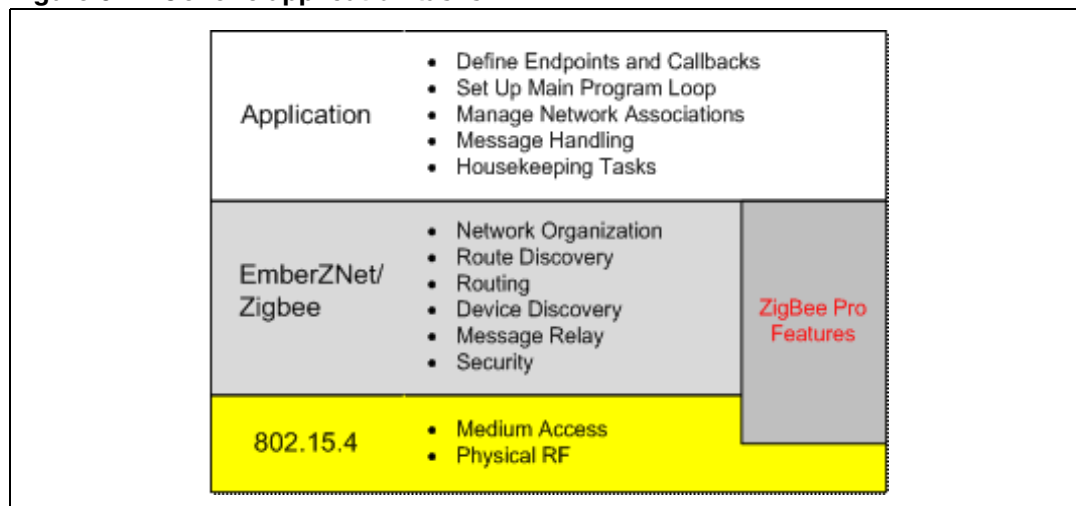 Application
• Define Endpoints and Callbacks
• Set Up Main Program Loop
• Manage Network Associations
• Message Handling
• Housekeeping Tasks
EmberZNet/
Zigbee
• Network Organization
• Route Discovery
• Routing
• Device Discovery
• Message Relay
• Security
ZigBee Pro
Features
802.15.4
• Medium Access
• Physical RF